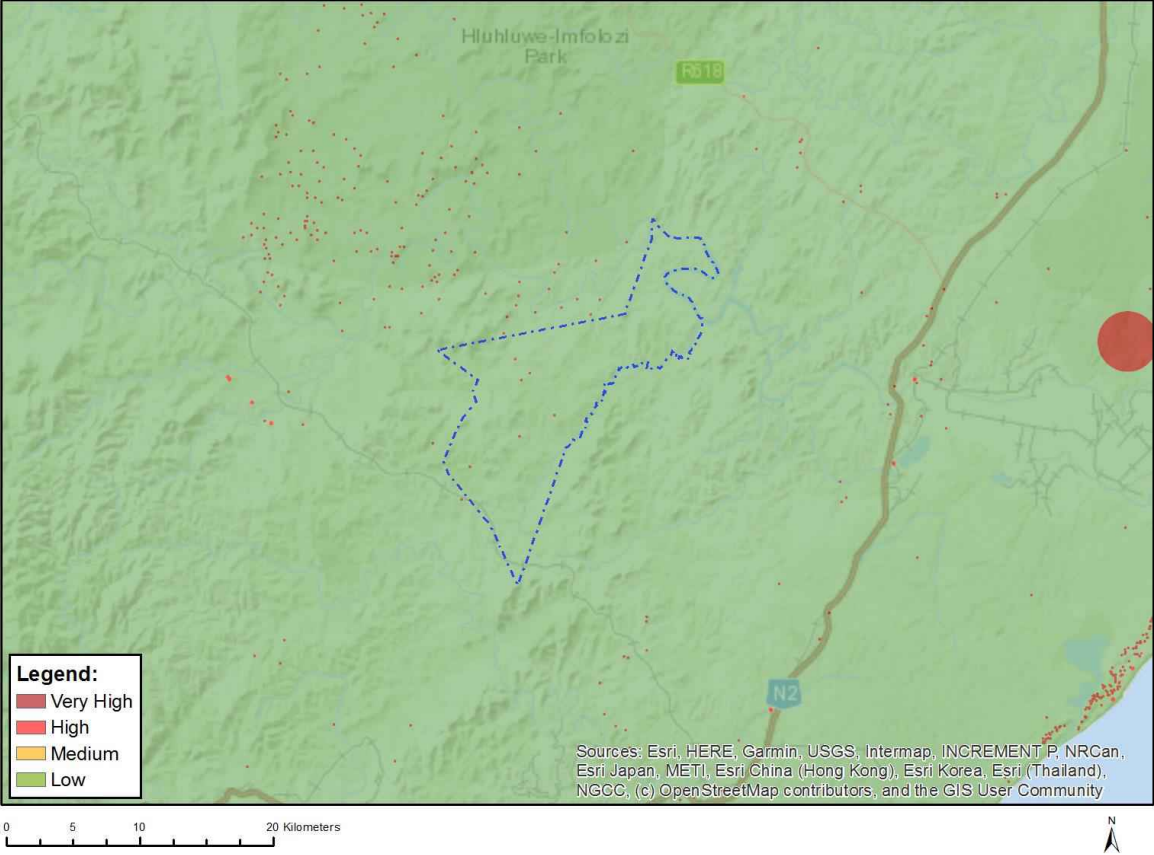 Hluhluwe-Imfolozi
Park
R618
N2
Legend:
Very High
High
Medium
Low
Sources: Esri, HERE, Garmin, USGS, Intermap, INCREMENT P, NRCan,
Esri Japan, METI, Esri China (Hong Kong), Esri Korea, Esri (Thailand),
NGCC, (c) OpenStreetMap contributors, and the GIS User Community
0 5 10 20 Kilometers
N